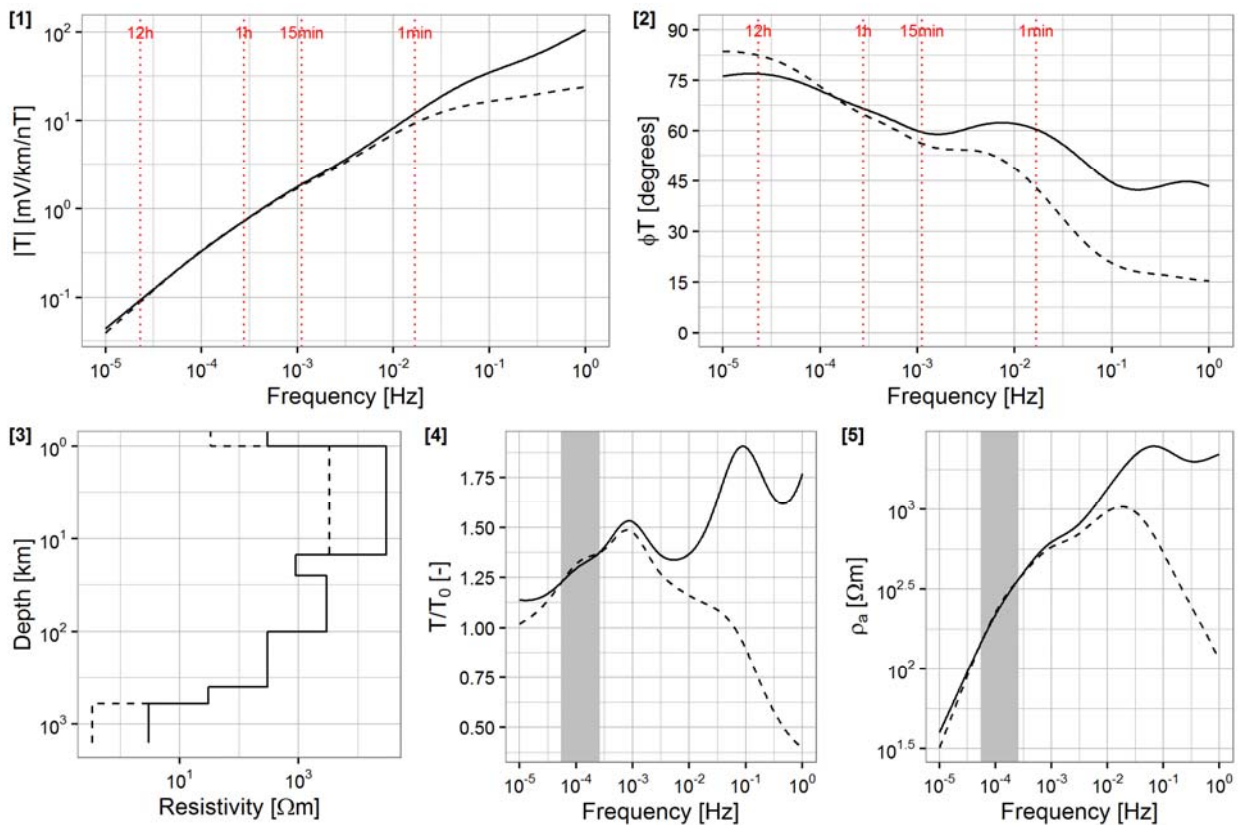 [1]
|T| [mV/km/nT]
10² 10¹ 10⁰ 10⁻¹
12h 1h 15min 1min
10⁻⁵ 10⁻⁴ 10⁻³ 10⁻² 10⁻¹ 10⁰
Frequency [Hz]
[2]
ϕT [degrees]
90 75 60 45 30 15 0
12h 1h 15min 1min
10⁻⁵ 10⁻⁴ 10⁻³ 10⁻² 10⁻¹ 10⁰
Frequency [Hz]
[3]
Depth [km]
10⁰ 10¹ 10² 10³
10¹ 10³
Resistivity [Ωm]
[4]
T/T₀ [-]
1.75 1.50 1.25 1.00 0.75 0.50
10⁻⁵ 10⁻⁴ 10⁻³ 10⁻² 10⁻¹ 10⁰
Frequency [Hz]
[5]
ρₐ [Ωm]
10³ 10²·⁵ 10² 10¹·⁵
10⁻⁵ 10⁻⁴ 10⁻³ 10⁻² 10⁻¹ 10⁰
Frequency [Hz]